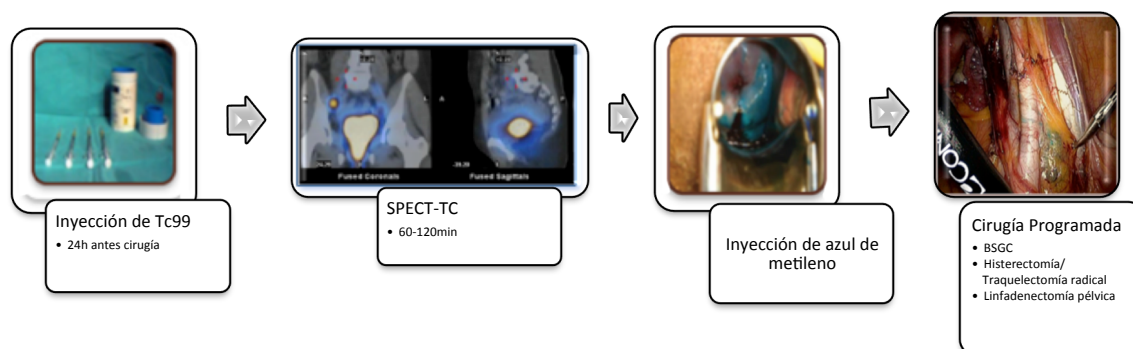 Fused Coronals
Fused Sagittals
Inyección de Tc99
• 24h antes cirugía
SPECT-TC
• 60-120min
Inyección de azul de
metileno
Cirugía Programada
• BSGC
• Histerectomía/
Traquelectomía radical
• Linfadenectomía pélvica